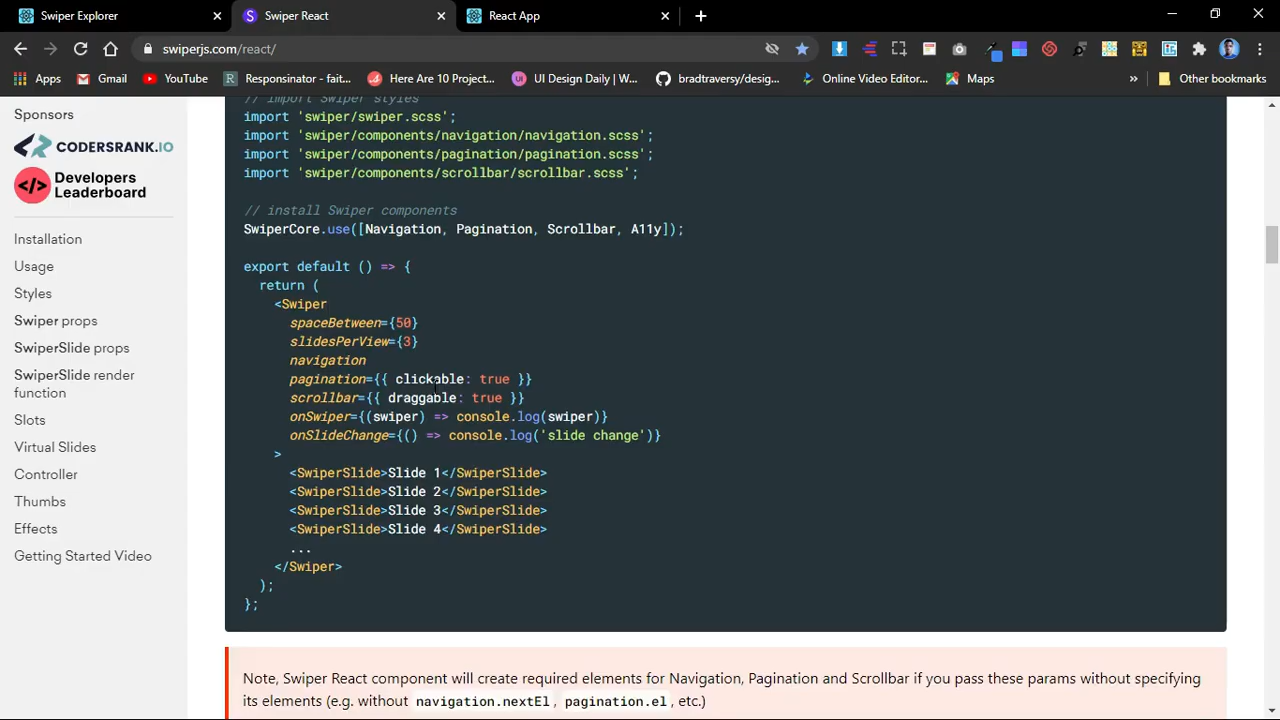 Swiper Explorer
Swiper React
React App
swiperjs.com/react/
Apps
Gmail
YouTube
Responsinator - fait...
Here Are 10 Project...
UI Design Daily | W...
bradtraversy/desig...
Online Video Editor...
Maps
»
Other bookmarks
Sponsors
CODERSRANK.IO
Developers
Leaderboard
Installation
Usage
Styles
Swiper props
SwiperSlide props
SwiperSlide render
function
Slots
Virtual Slides
Controller
Thumbs
Effects
Getting Started Video
// import Swiper styles
import 'swiper/swiper.scss';
import 'swiper/components/navigation/navigation.scss';
import 'swiper/components/pagination/pagination.scss';
import 'swiper/components/scrollbar/scrollbar.scss';
// install Swiper components
SwiperCore.use([Navigation, Pagination, Scrollbar, A11y]);
export default () => {
return (
<Swiper
spaceBetween={50}
slidesPerView={3}
navigation
pagination={{ clickable: true }}
scrollbar={{ draggable: true }}
onSwiper={(swiper) => console.log(swiper)}
onSlideChange={() => console.log('slide change')}
>
<SwiperSlide>Slide 1</SwiperSlide>
<SwiperSlide>Slide 2</SwiperSlide>
<SwiperSlide>Slide 3</SwiperSlide>
<SwiperSlide>Slide 4</SwiperSlide>
...
</Swiper>
);
};
Note, Swiper React component will create required elements for Navigation, Pagination and Scrollbar if you pass these params without specifying
its elements (e.g. without navigation.nextEl, pagination.el, etc.)